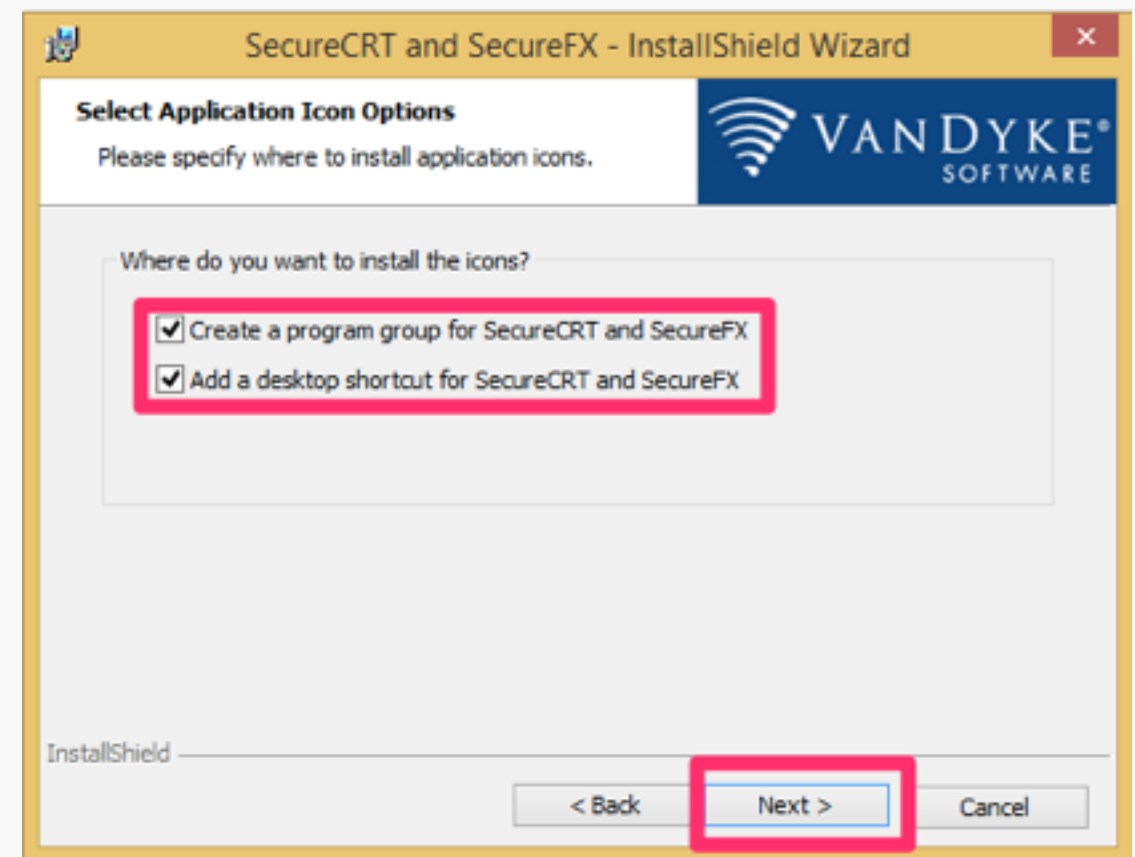 SecureCRT and SecureFX - InstallShield Wizard
Select Application Icon Options
Please specify where to install application icons.
VANDYKE®
SOFTWARE
Where do you want to install the icons?
Create a program group for SecureCRT and SecureFX
Add a desktop shortcut for SecureCRT and SecureFX
InstallShield
< Back Next > Cancel